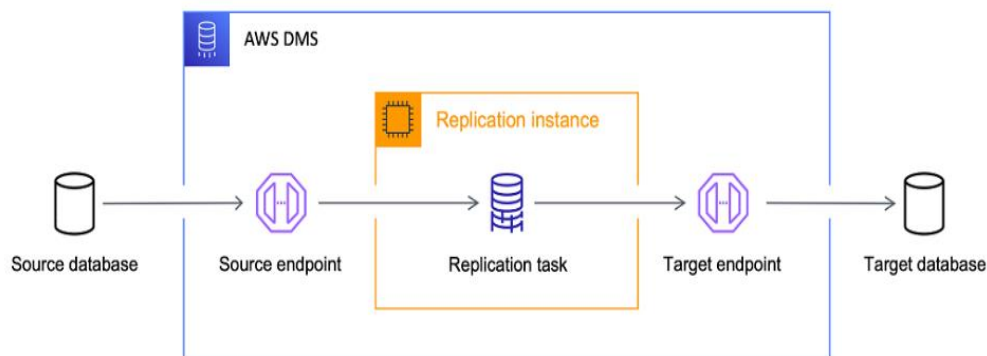 AWS DMS
Replication instance
Source database
Source endpoint
Replication task
Target endpoint
Target database